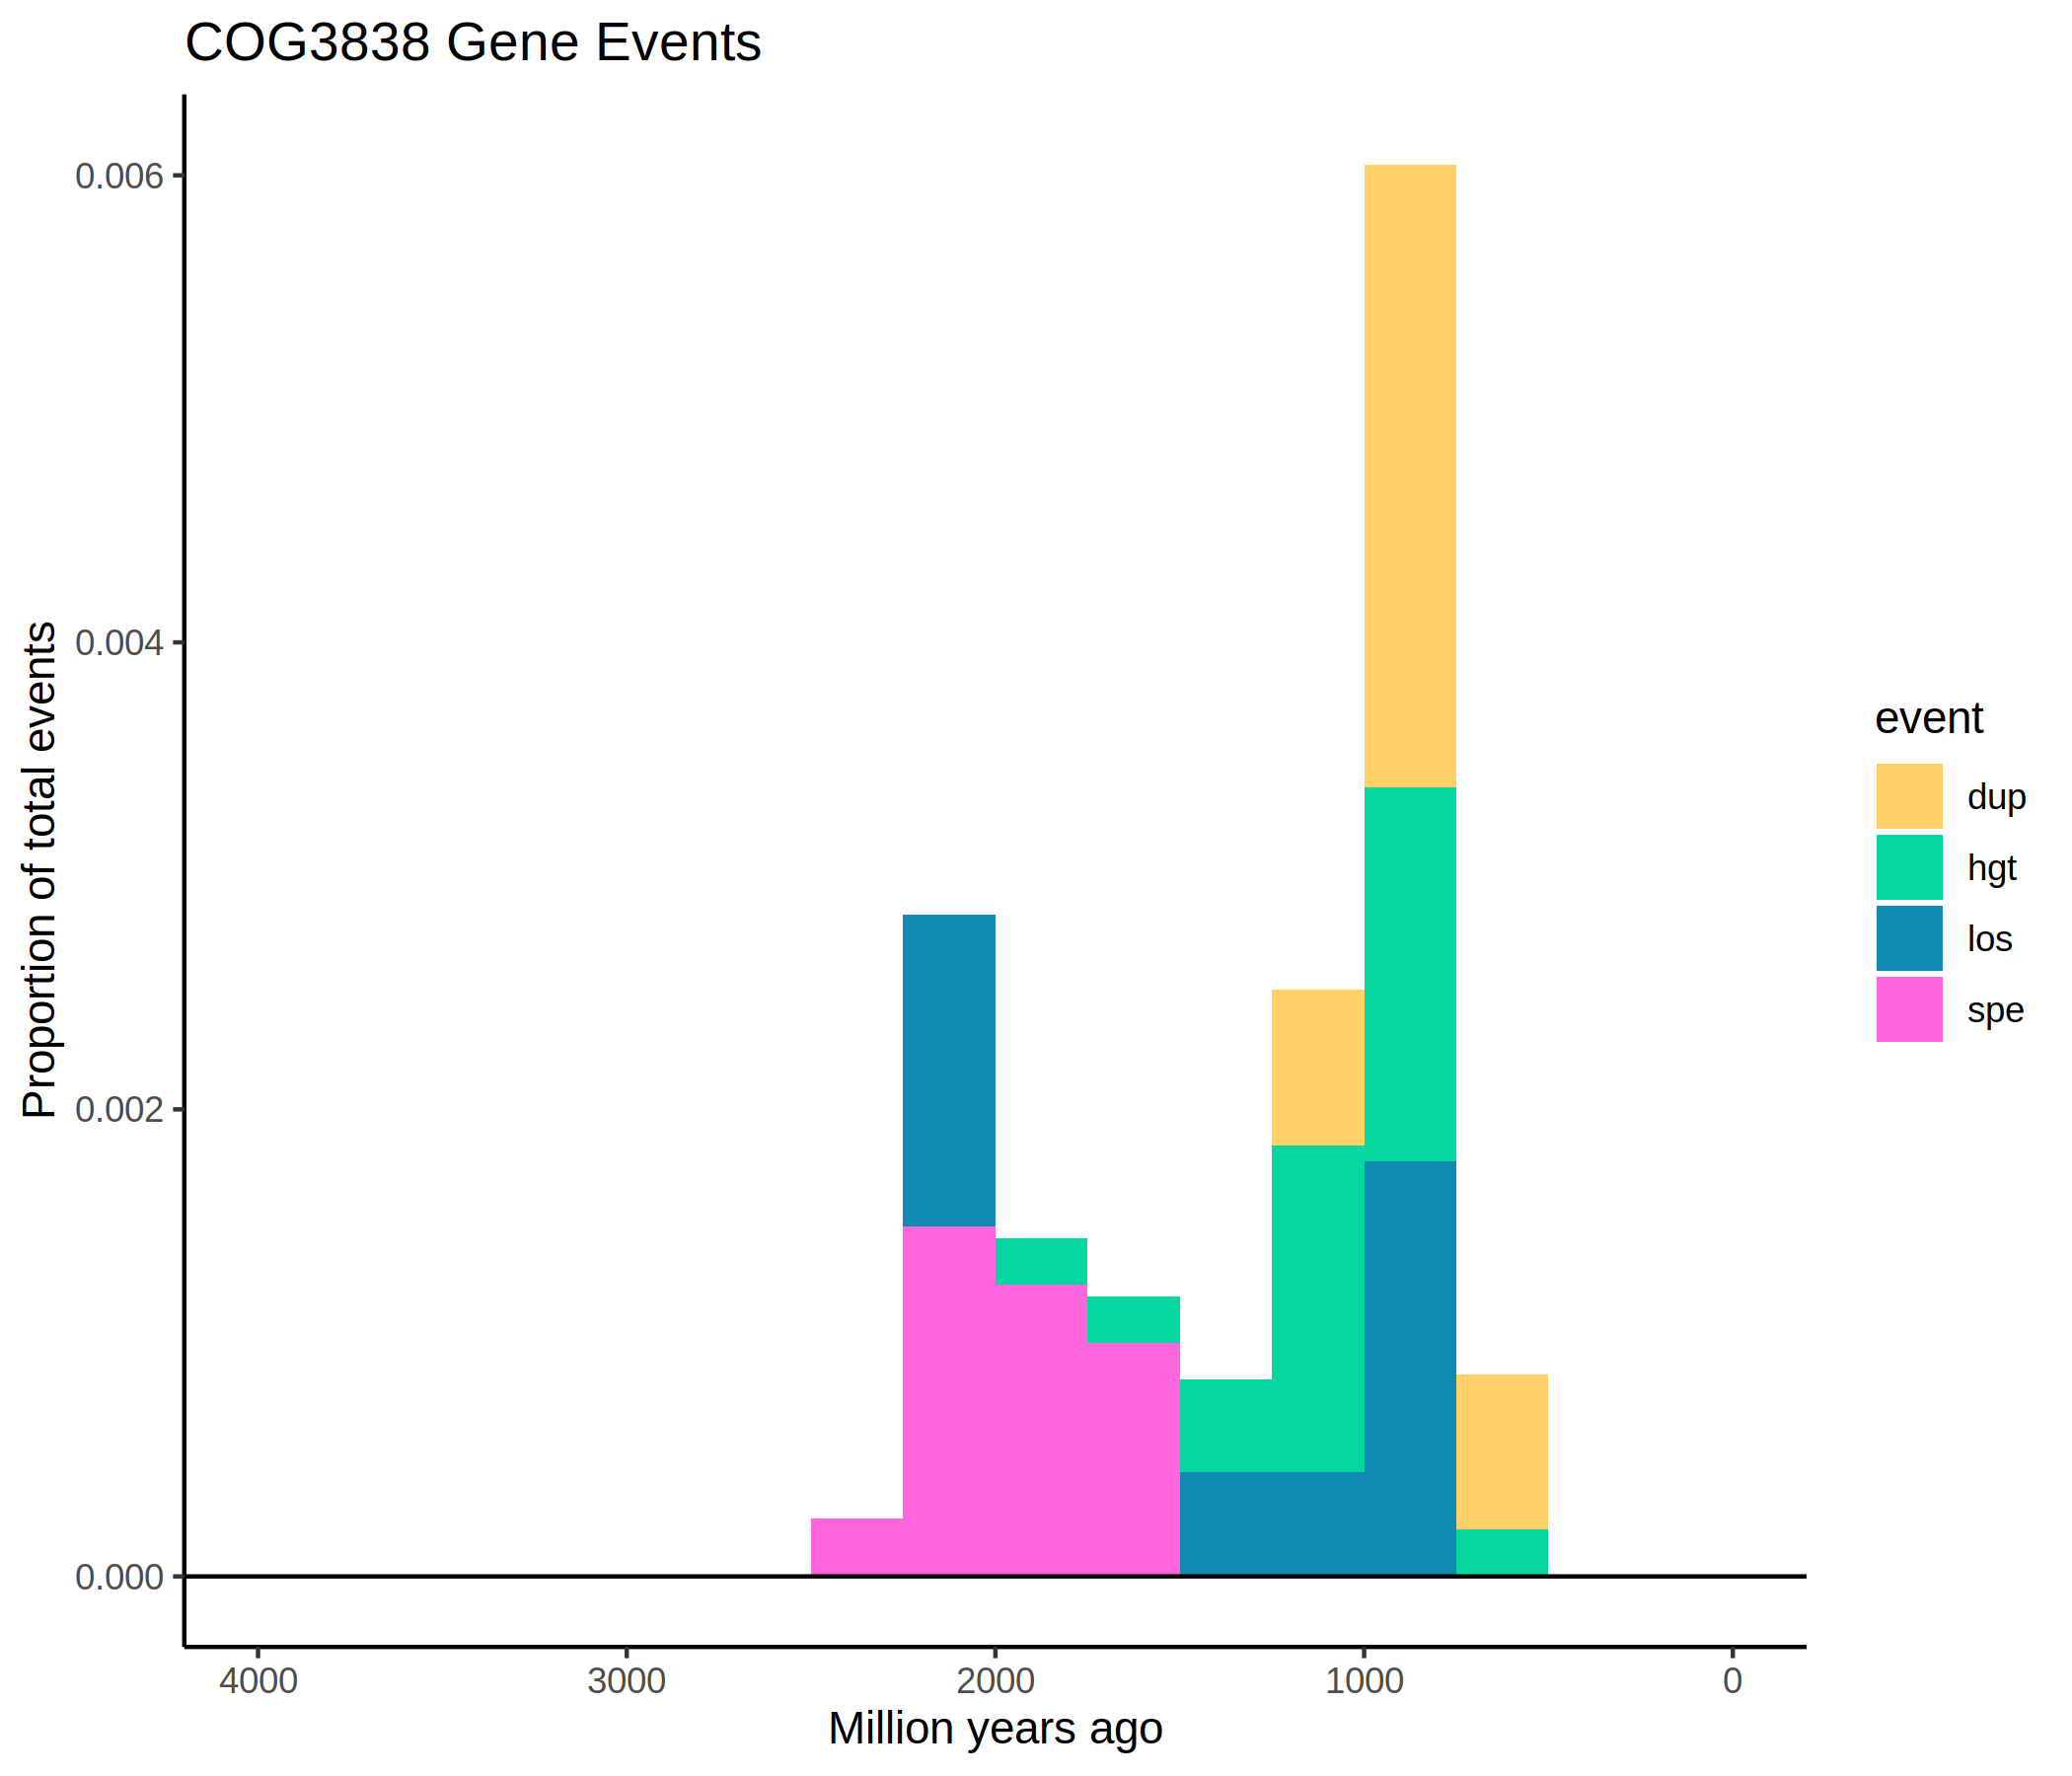 COG3838 Gene Events
Proportion of total events
0.006
0.004
0.002
0.000
4000 3000 2000 1000 0
Million years ago
event
dup
hgt
los
spe